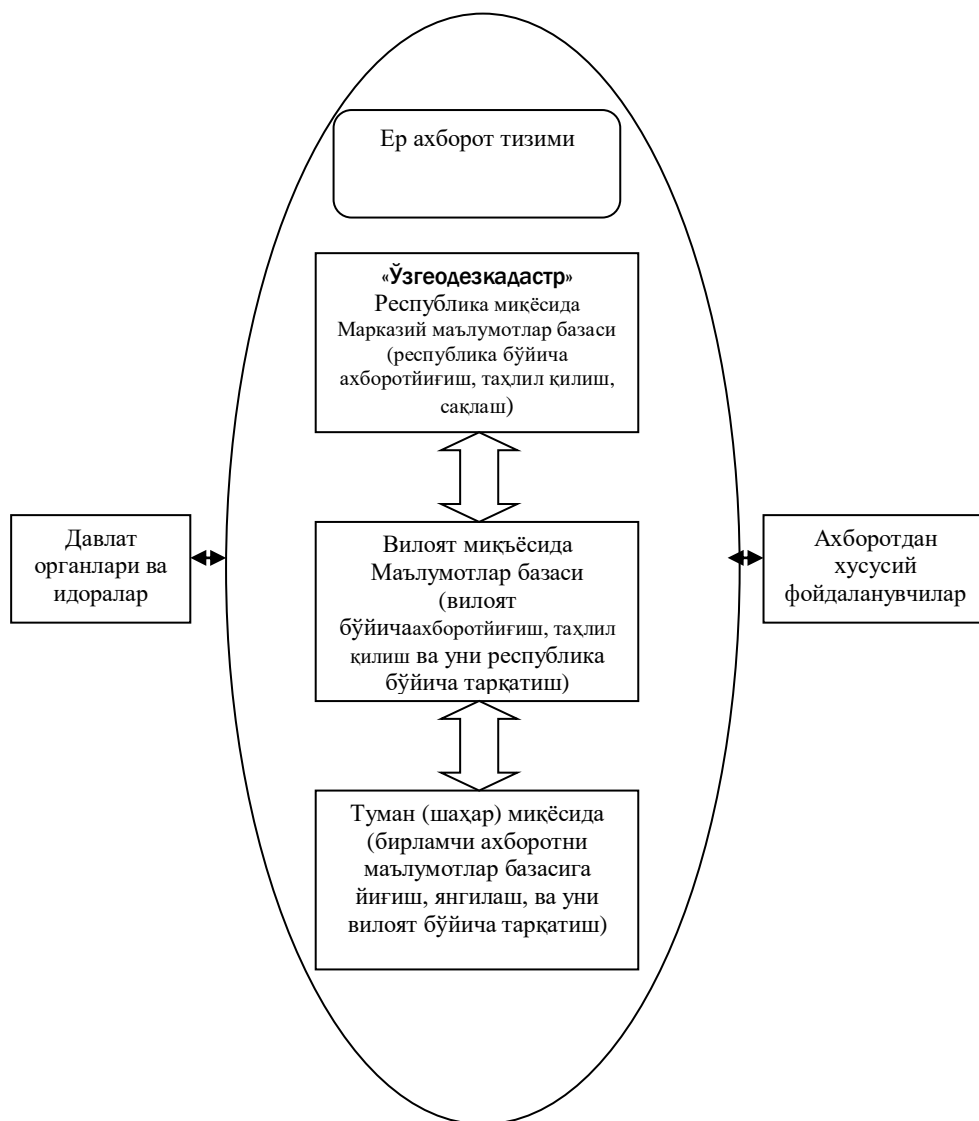 Ер ахборот тизими
«Ўзгеодезкадастр»
Республика миқёсида
Марказий маълумотлар базаси
(республика бўйича
ахборотйиғиш, таҳлил қилиш,
сақлаш)
Давлат
органлари ва
идоралар
Вилоят миқъёсида
Маълумотлар базаси
(вилоят
бўйичаахборотйиғиш, таҳлил
қилиш ва уни республика
бўйича тарқатиш)
Ахборотдан
хусусий
фойдаланувчилар
Туман (шаҳар) миқёсида
(бирламчи ахборотни
маълумотлар базасига
йиғиш, янгилаш, ва уни
вилоят бўйича тарқатиш)